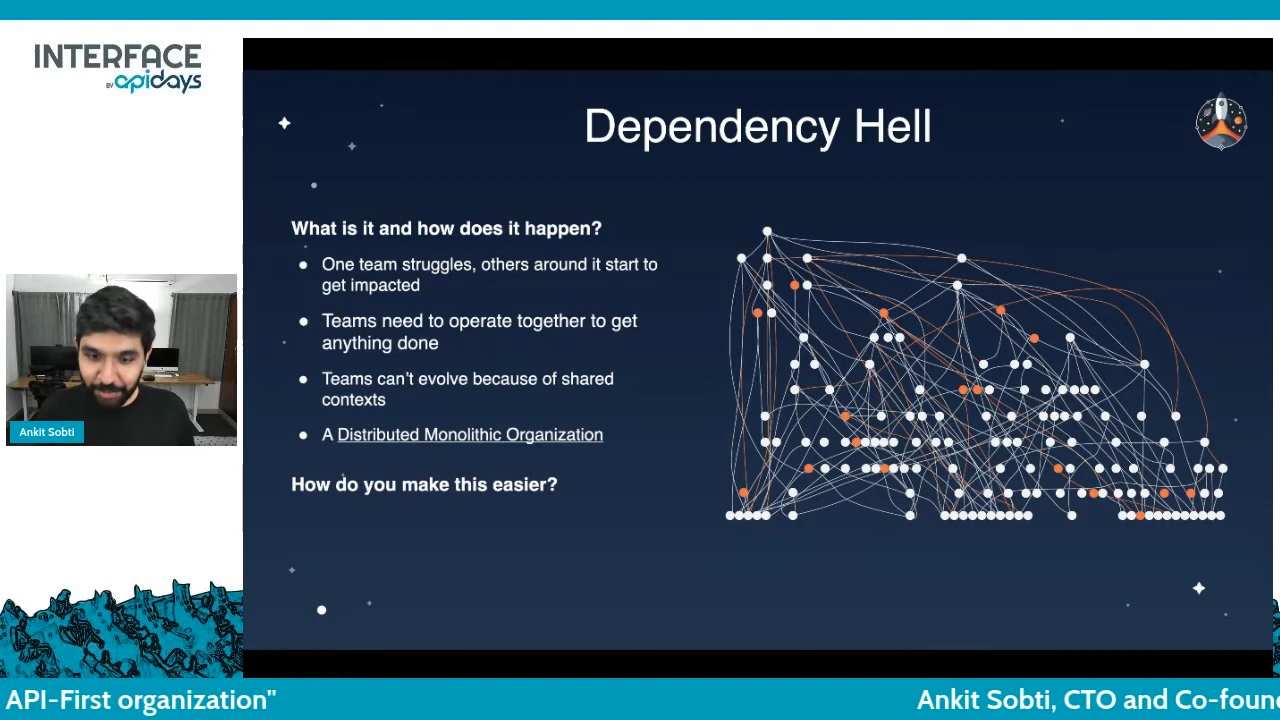 INTERFACE
BY apidays
Dependency Hell
What is it and how does it happen?
● One team struggles, others around it start to
get impacted
● Teams need to operate together to get
anything done
● Teams can't evolve because of shared
contexts
● A Distributed Monolithic Organization
How do you make this easier?
Ankit Sobti
API-First organization" Ankit Sobti, CTO and Co-foun